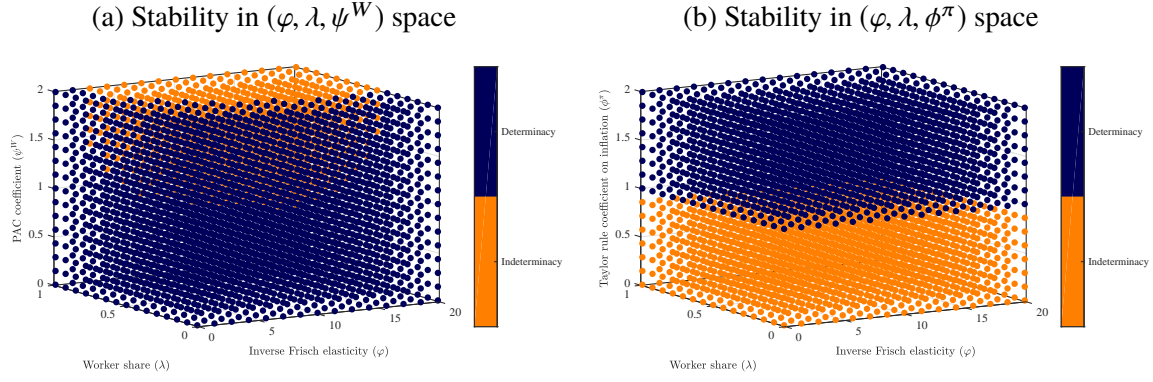 (a) Stability in (φ, λ, ψ^W) space
2
1.5
1
0.5
0
PAC coefficient (ψ^W)
1
0.5
0
Worker share (λ)
0
5
10
15
20
Inverse Frisch elasticity (φ)
Determinacy
Indeterminacy
(b) Stability in (φ, λ, ϕ^π) space
2
1.5
1
0.5
0
Taylor rule coefficient on inflation (ϕ^π)
1
0.5
0
Worker share (λ)
0
5
10
15
20
Inverse Frisch elasticity (φ)
Determinacy
Indeterminacy